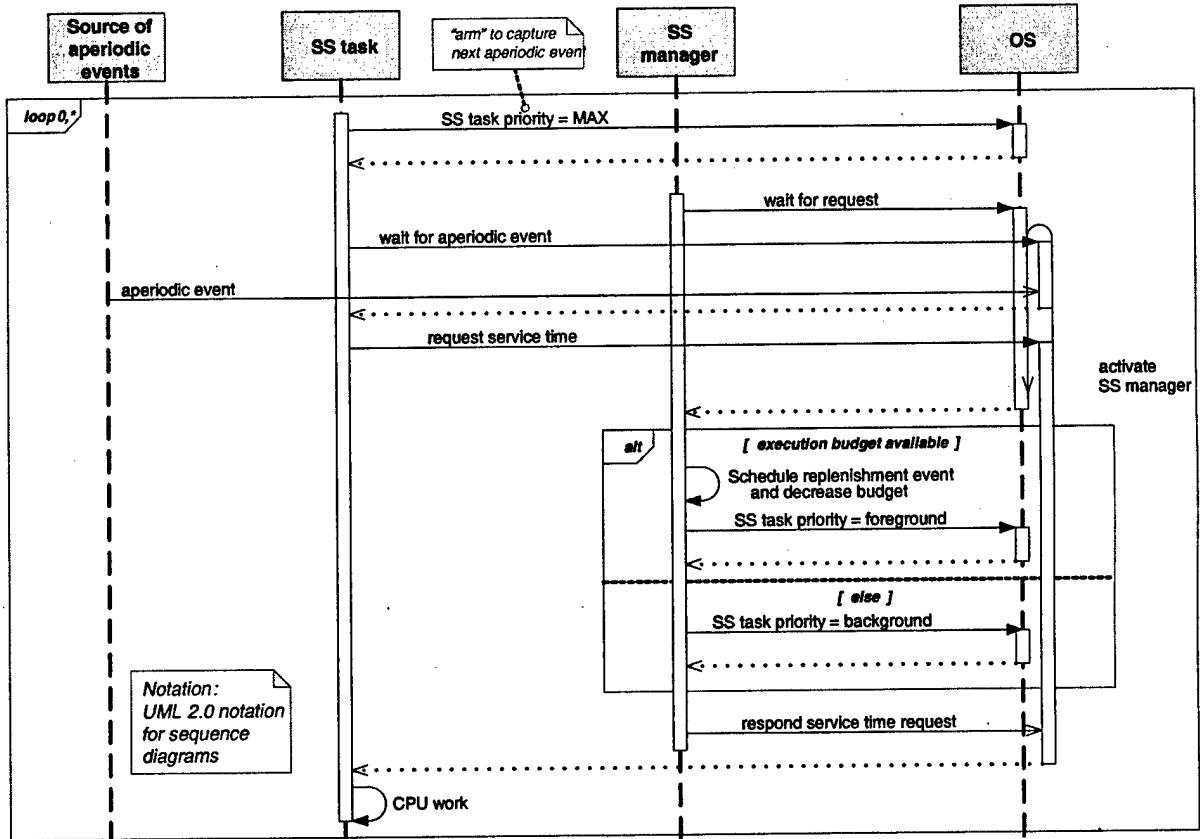 Source of
aperiodic
events
SS task
"arm" to capture
next aperiodic event
SS
manager
OS
loop 0,*
SS task priority = MAX
wait for request
wait for aperiodic event
aperiodic event
request service time
activate
SS manager
alt
[ execution budget available ]
Schedule replenishment event
and decrease budget
SS task priority = foreground
[ else ]
SS task priority = background
Notation:
UML 2.0 notation
for sequence
diagrams
respond service time request
CPU work